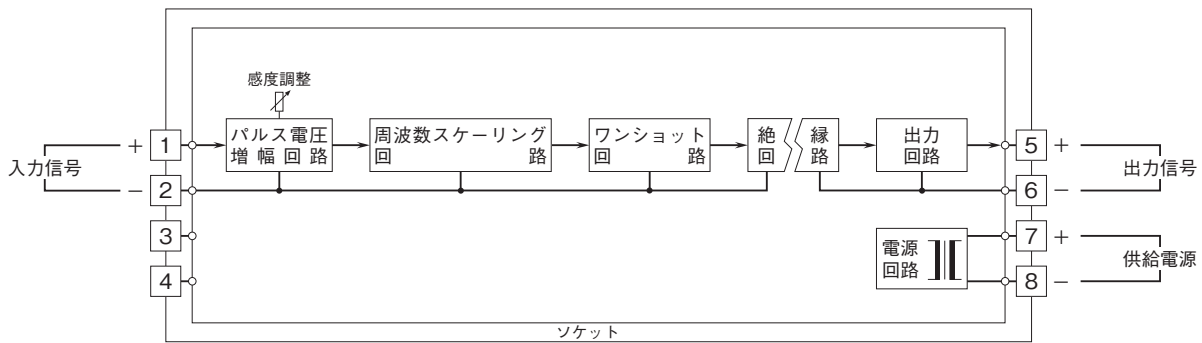 感度調整
パルス電圧
増幅回路
周波数スケーリング
回路
ワンショット
回路
絶縁
回路
出力
回路
入力信号
+ 1
− 2
3
4
5 +
6 −
出力信号
電源
回路
7 +
8 −
供給電源
ソケット